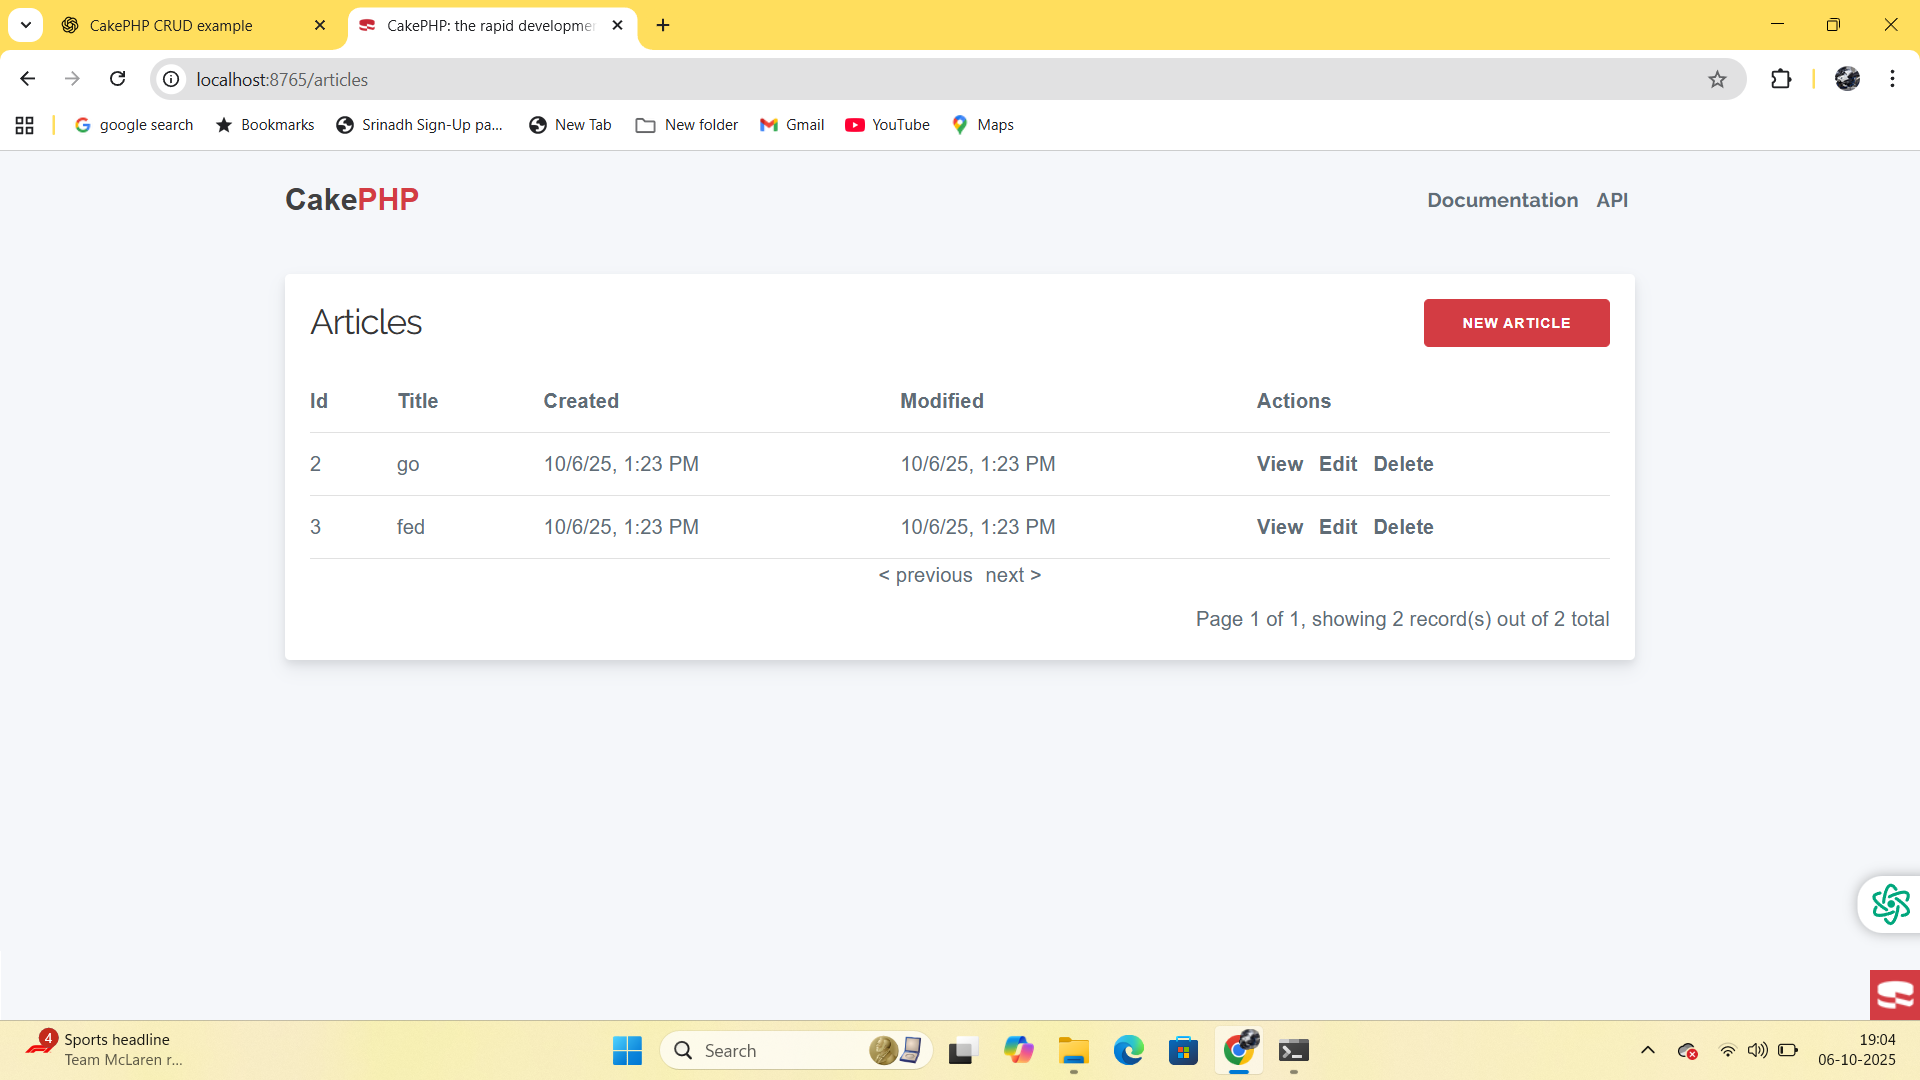 CakePHP CRUD example
CakePHP: the rapid developmen
localhost:8765/articles
google search Bookmarks Srinadh Sign-Up pa... New Tab New folder Gmail YouTube Maps
CakePHP
Documentation API
Articles
NEW ARTICLE
Id Title Created Modified Actions
2 go 10/6/25, 1:23 PM 10/6/25, 1:23 PM View Edit Delete
3 fed 10/6/25, 1:23 PM 10/6/25, 1:23 PM View Edit Delete
< previous next >
Page 1 of 1, showing 2 record(s) out of 2 total
4
Sports headline
Team McLaren r...
Search
19:04
06-10-2025